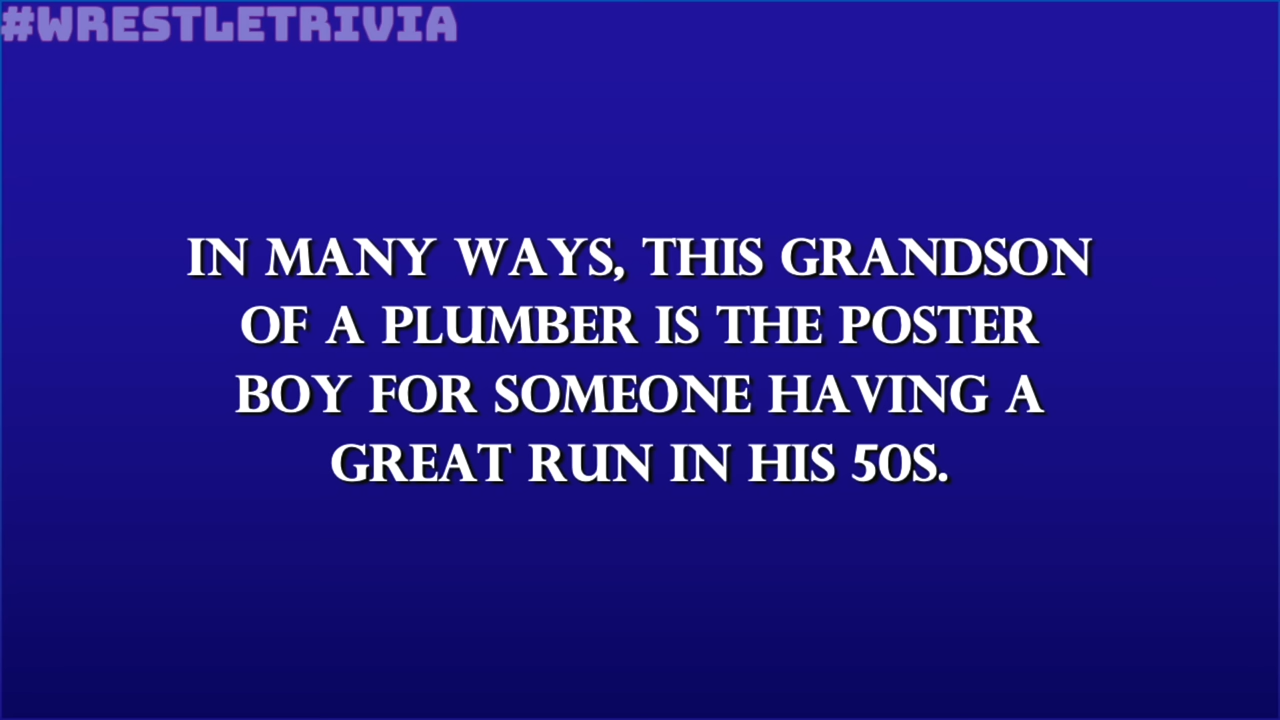 #WRESTLETRIVIA
IN MANY WAYS, THIS GRANDSON
OF A PLUMBER IS THE POSTER
BOY FOR SOMEONE HAVING A
GREAT RUN IN HIS 50S.